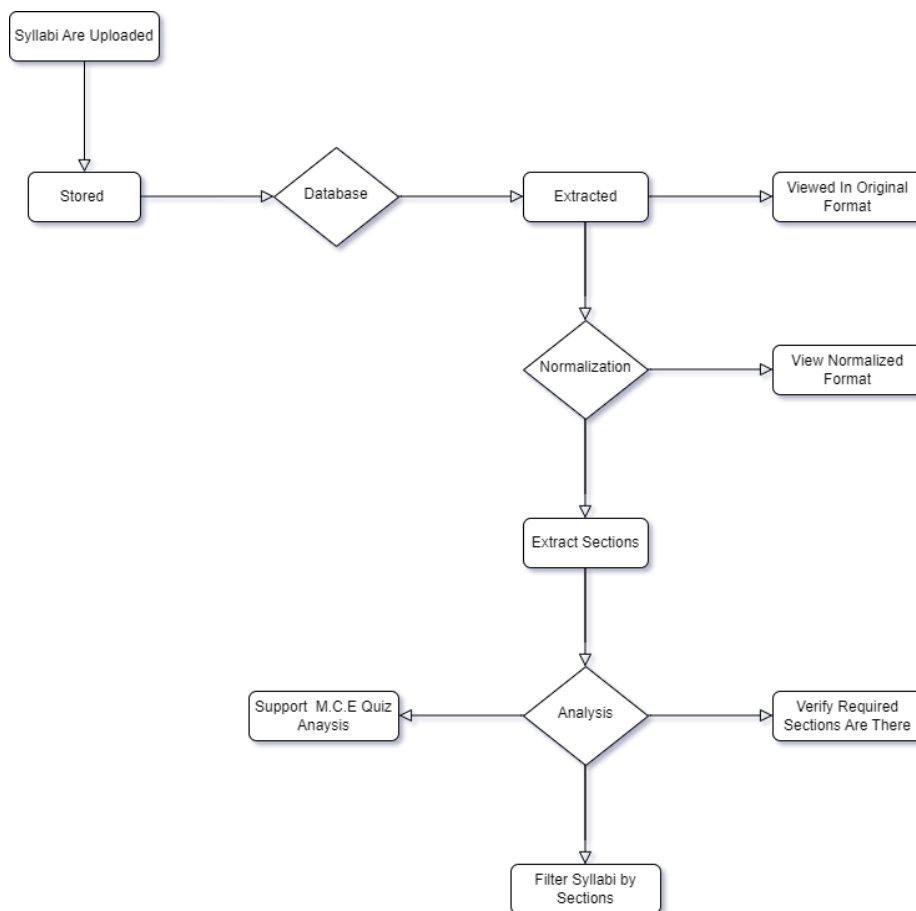 Syllabi Are Uploaded
Stored
Database
Extracted
Viewed In Original
Format
Normalization
View Normalized
Format
Extract Sections
Support M.C.E Quiz
Anaysis
Analysis
Verify Required
Sections Are There
Filter Syllabi by
Sections